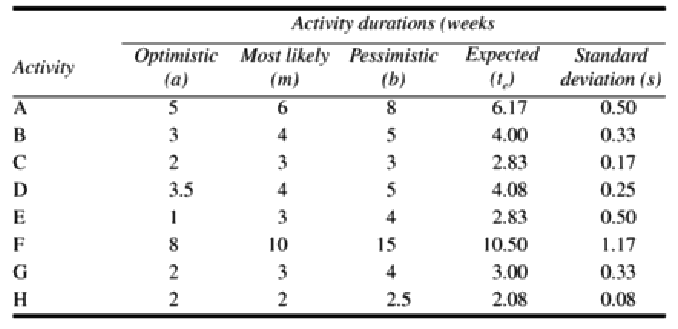 Activity durations (weeks
Activity Optimistic (a) Most likely (m) Pessimistic (b) Expected (tₑ) Standard deviation (s)
A 5 6 8 6.17 0.50
B 3 4 5 4.00 0.33
C 2 3 3 2.83 0.17
D 3.5 4 5 4.08 0.25
E 1 3 4 2.83 0.50
F 8 10 15 10.50 1.17
G 2 3 4 3.00 0.33
H 2 2 2.5 2.08 0.08